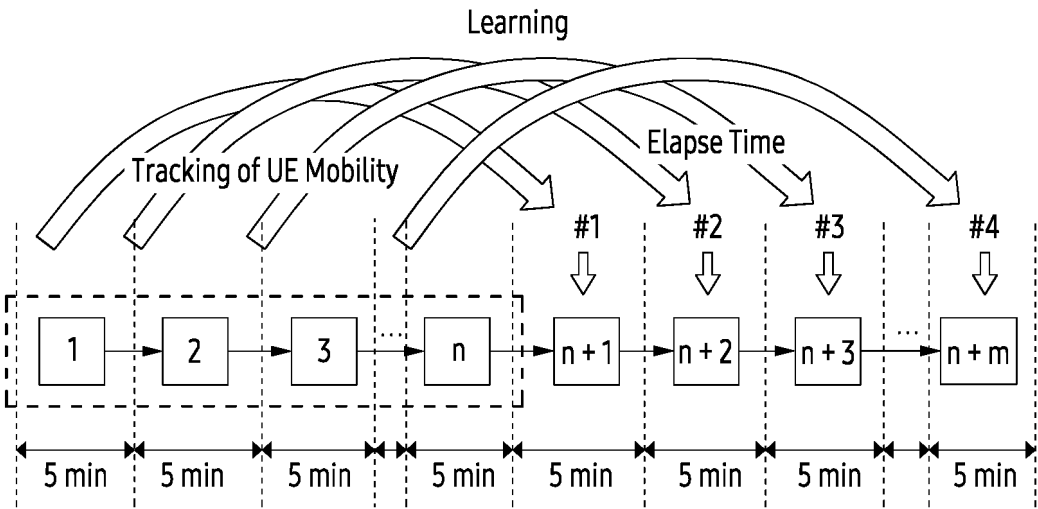 Learning
Tracking of UE Mobility
Elapse Time
#1 #2 #3 #4
1 2 3 ... n n + 1 n + 2 n + 3 ... n + m
5 min 5 min 5 min 5 min 5 min 5 min 5 min 5 min